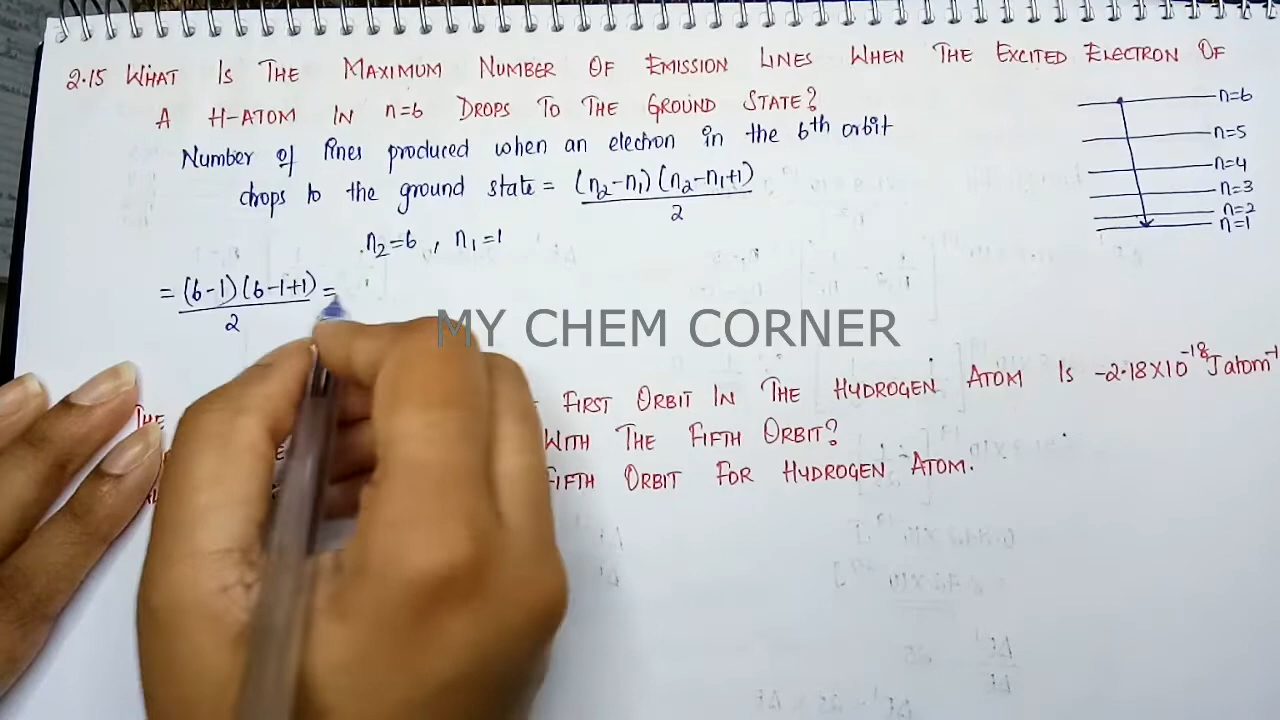 2.15 WHAT IS THE MAXIMUM NUMBER OF EMISSION LINES WHEN THE EXCITED ELECTRON OF
A H-ATOM IN n=6 DROPS TO THE GROUND STATE?
Number of lines produced when an electron in the 6th orbit
drops to the ground state = (n2-n1)(n2-n1+1)
2
n2=6, n1=1
= (6-1)(6-1+1) =
2
n=6
n=5
n=4
n=3
n=2
n=1
MY CHEM CORNER
THE
FIRST ORBIT IN THE HYDROGEN ATOM IS -2.18X10-18 J atom-1
WITH THE FIFTH ORBIT?
FIFTH ORBIT FOR HYDROGEN ATOM.